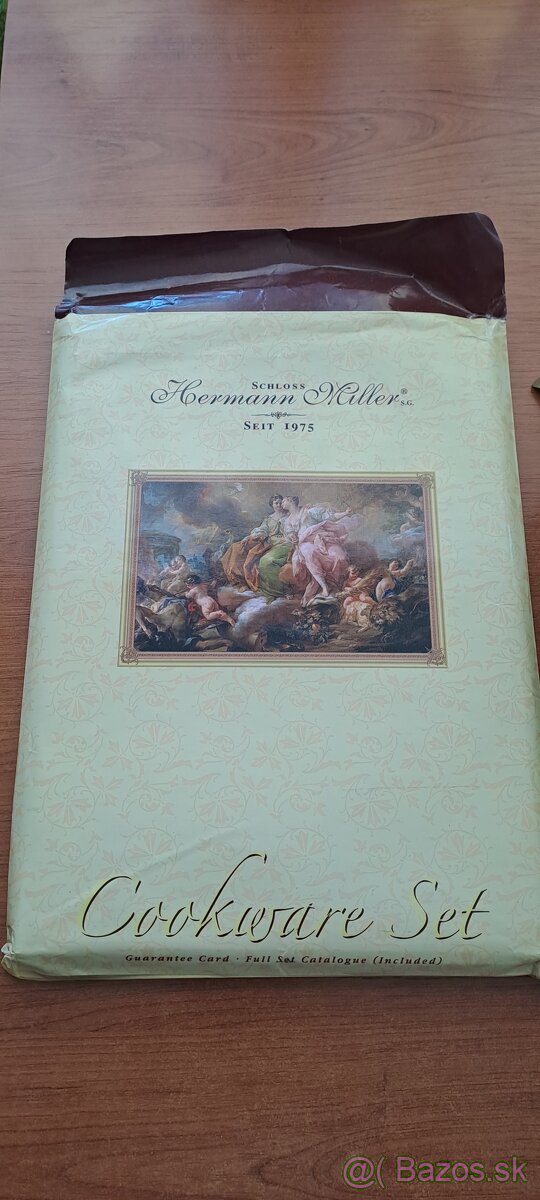 SCHLOSS
Hermann Miller® S.G.
SEIT 1975
Cookware Set
Guarantee Card · Full Set Catalogue (Included)
@( Bazos.sk